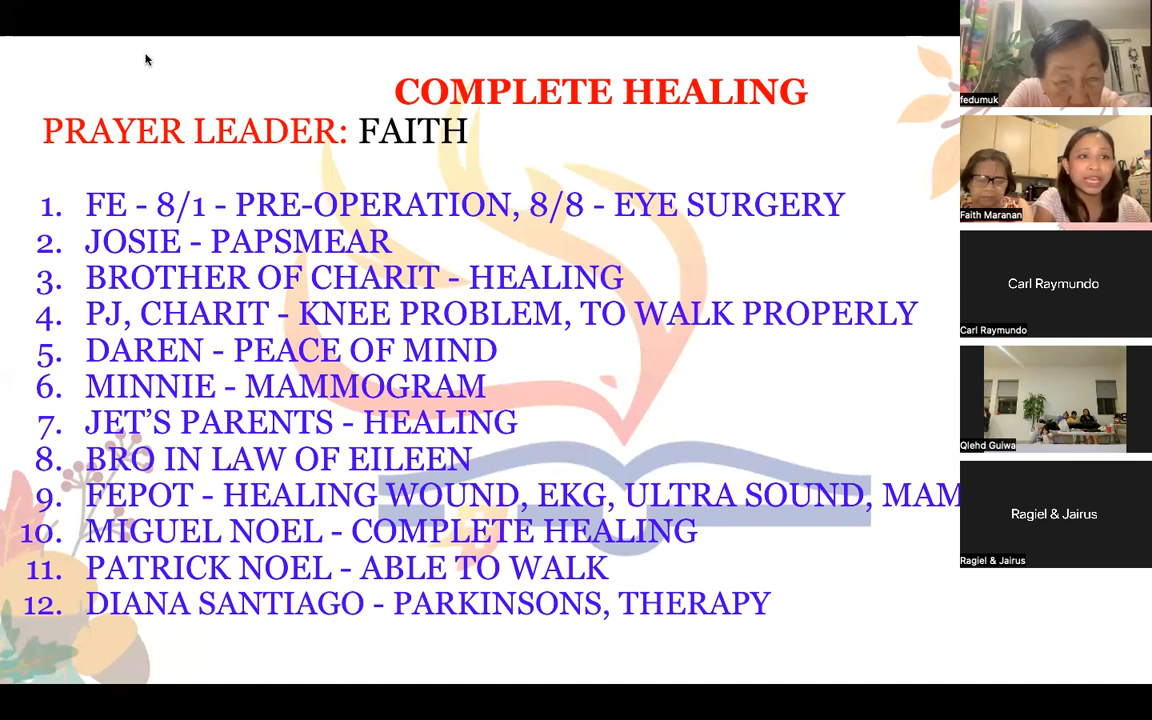 COMPLETE HEALING
PRAYER LEADER: FAITH
1. FE - 8/1 - PRE-OPERATION, 8/8 - EYE SURGERY
2. JOSIE - PAPSMEAR
3. BROTHER OF CHARIT - HEALING
4. PJ, CHARIT - KNEE PROBLEM, TO WALK PROPERLY
5. DAREN - PEACE OF MIND
6. MINNIE - MAMMOGRAM
7. JET’S PARENTS - HEALING
8. BRO IN LAW OF EILEEN
9. FEPOT - HEALING WOUND, EKG, ULTRA SOUND, MAM
10. MIGUEL NOEL - COMPLETE HEALING
11. PATRICK NOEL - ABLE TO WALK
12. DIANA SANTIAGO - PARKINSONS, THERAPY
fedumuk
Faith Maranan
Carl Raymundo
Carl Raymundo
Qlehd Guiwa
Ragiel & Jairus
Ragiel & Jairus